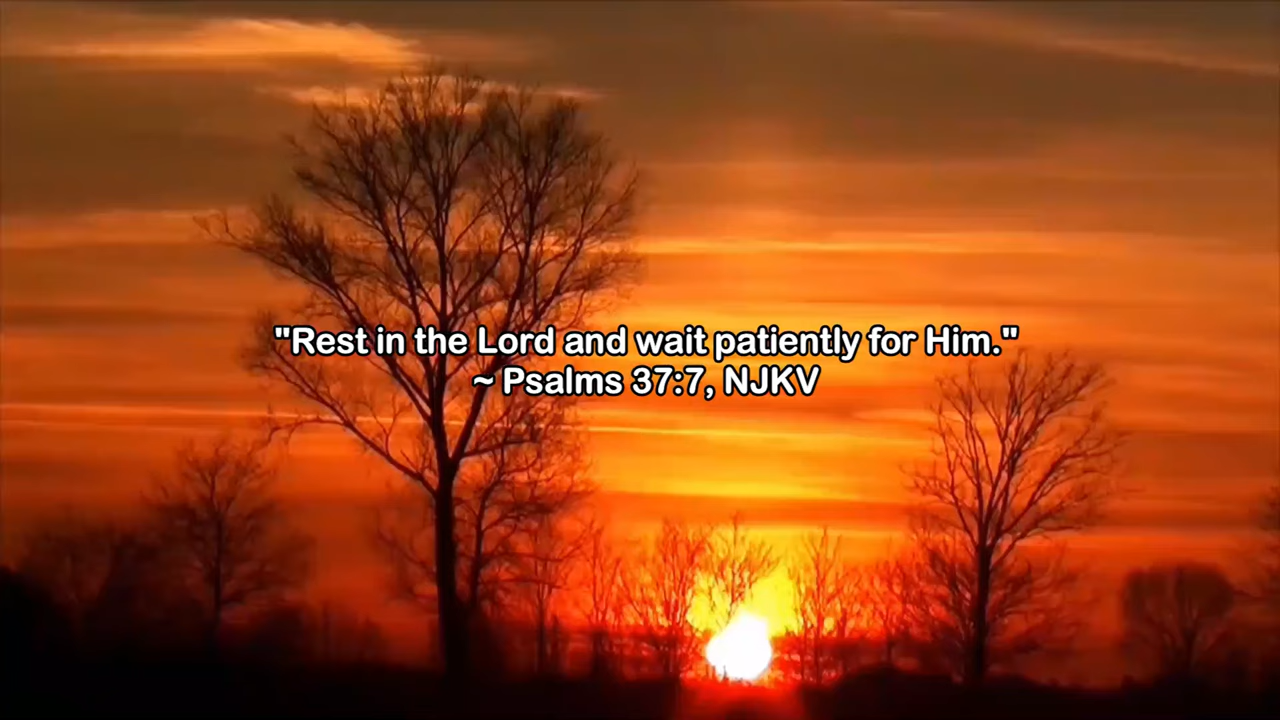 "Rest in the Lord and wait patiently for Him."
~ Psalms 37:7, NJKV